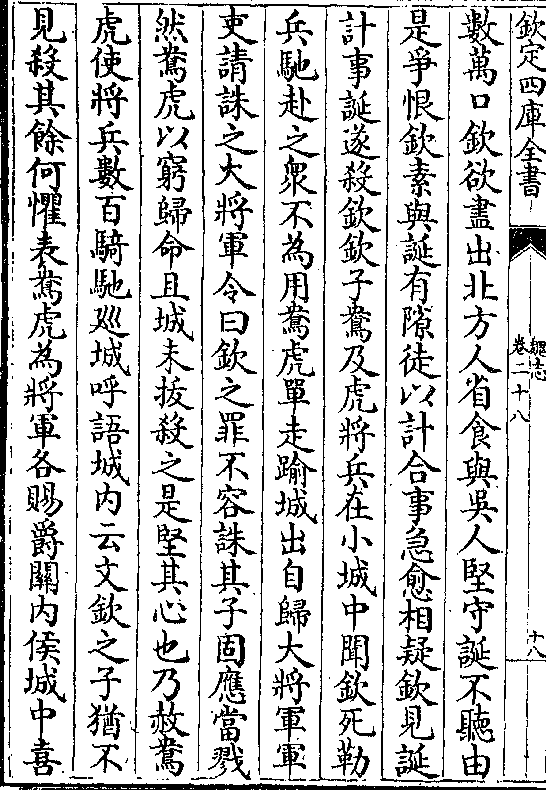 欽定四庫全書
魏志
卷二十八
十八
數萬口欽欲盡出北方人省食與吳人堅守誕不聽由
是爭恨欽素與誕有隙徒以計合事急愈相疑欽見誕
計事誕遂殺欽欽子鴦及虎將兵在小城中聞欽死勒
兵馳赴之衆不為用鴦虎單走踰城出自歸大將軍軍
吏請誅之大將軍令曰欽之罪不容誅其子固應當戮
然鴦虎以窮歸命且城未拔殺之是堅其心也乃赦鴦
虎使將兵數百騎馳廵城呼語城内云文欽之子猶不
見殺其餘何懼表鴦虎為將軍各賜爵關内侯城中喜